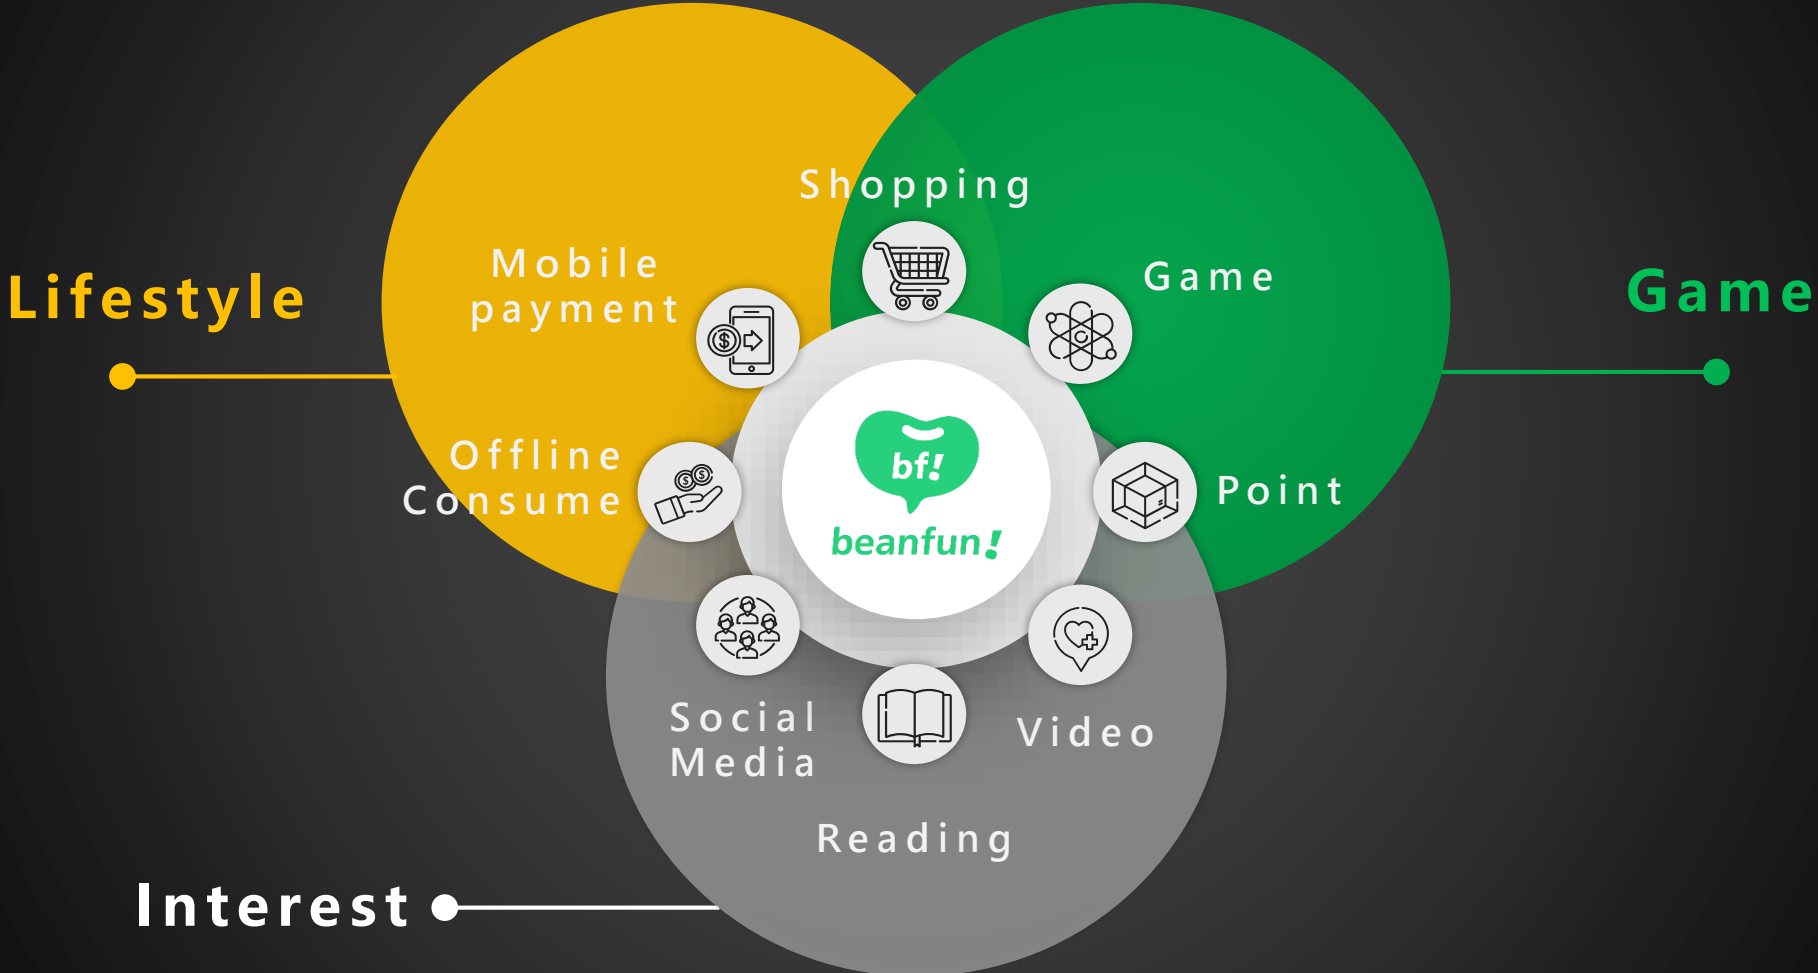 Shopping
Mobile
payment
Game
Lifestyle
Game
bf!
Offline
Consume
Point
beanfun!
Social
Media
Video
Reading
Interest